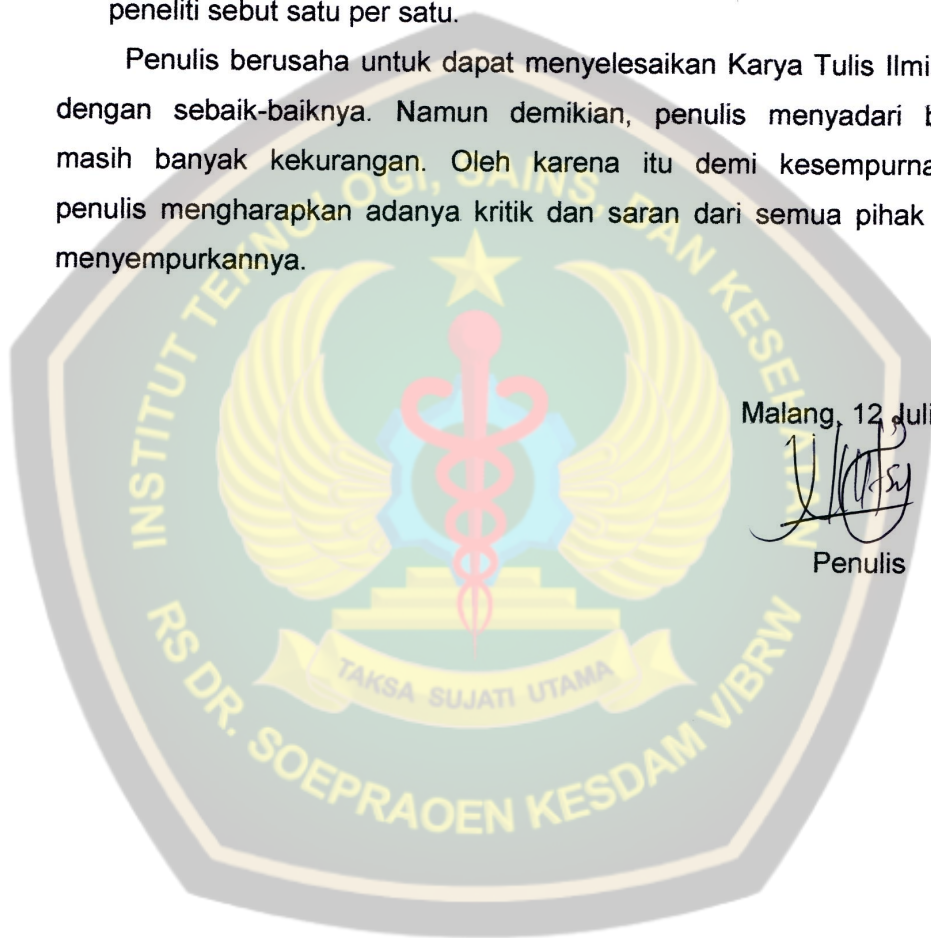 peneliti sebut satu per satu.
Penulis berusaha untuk dapat menyelesaikan Karya Tulis Ilmi
dengan sebaik-baiknya. Namun demikian, penulis menyadari b
masih banyak kekurangan. Oleh karena itu demi kesempurna
penulis mengharapkan adanya kritik dan saran dari semua pihak
menyempurkannya.
INSTITUT TEKNOLOGI, SAINS, DAN KESEHATAN
Malang, 12 Juli
Penulis
TAKSA SUJATI UTAMA
RS DR. SOEPRAOEN KESDAM V/BRW